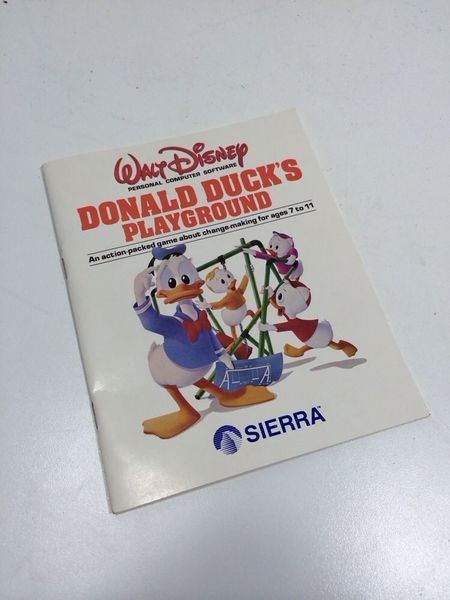 WALT DISNEY
PERSONAL COMPUTER SOFTWARE
DONALD DUCK'S
PLAYGROUND
An action-packed game about change-making for ages 7 to 11
SIERRA™